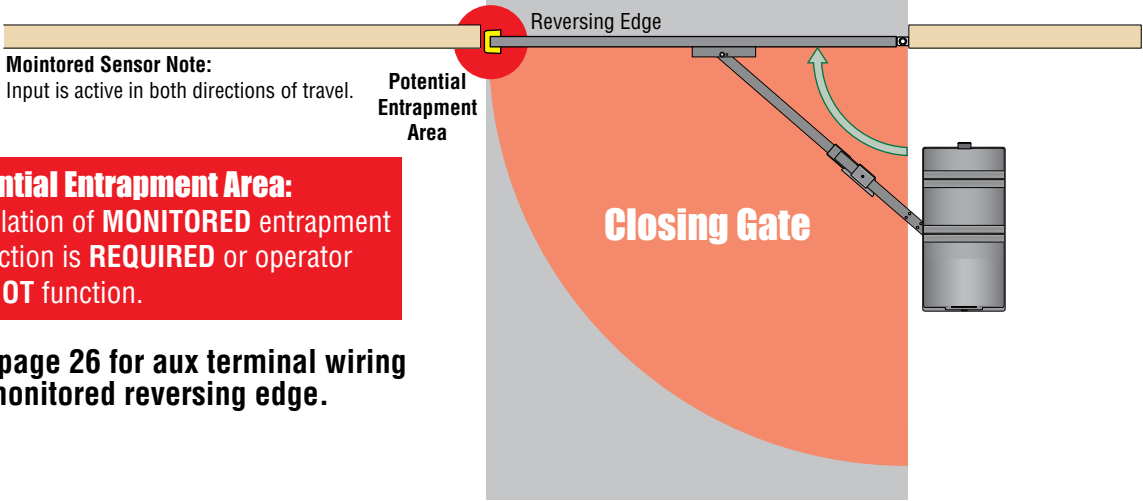 Reversing Edge
Mointored Sensor Note:
Input is active in both directions of travel.
Potential
Entrapment
Area
ntial Entrapment Area:
lation of MONITORED entrapment
ction is REQUIRED or operator
OT function.
Closing Gate
page 26 for aux terminal wiring
onitored reversing edge.